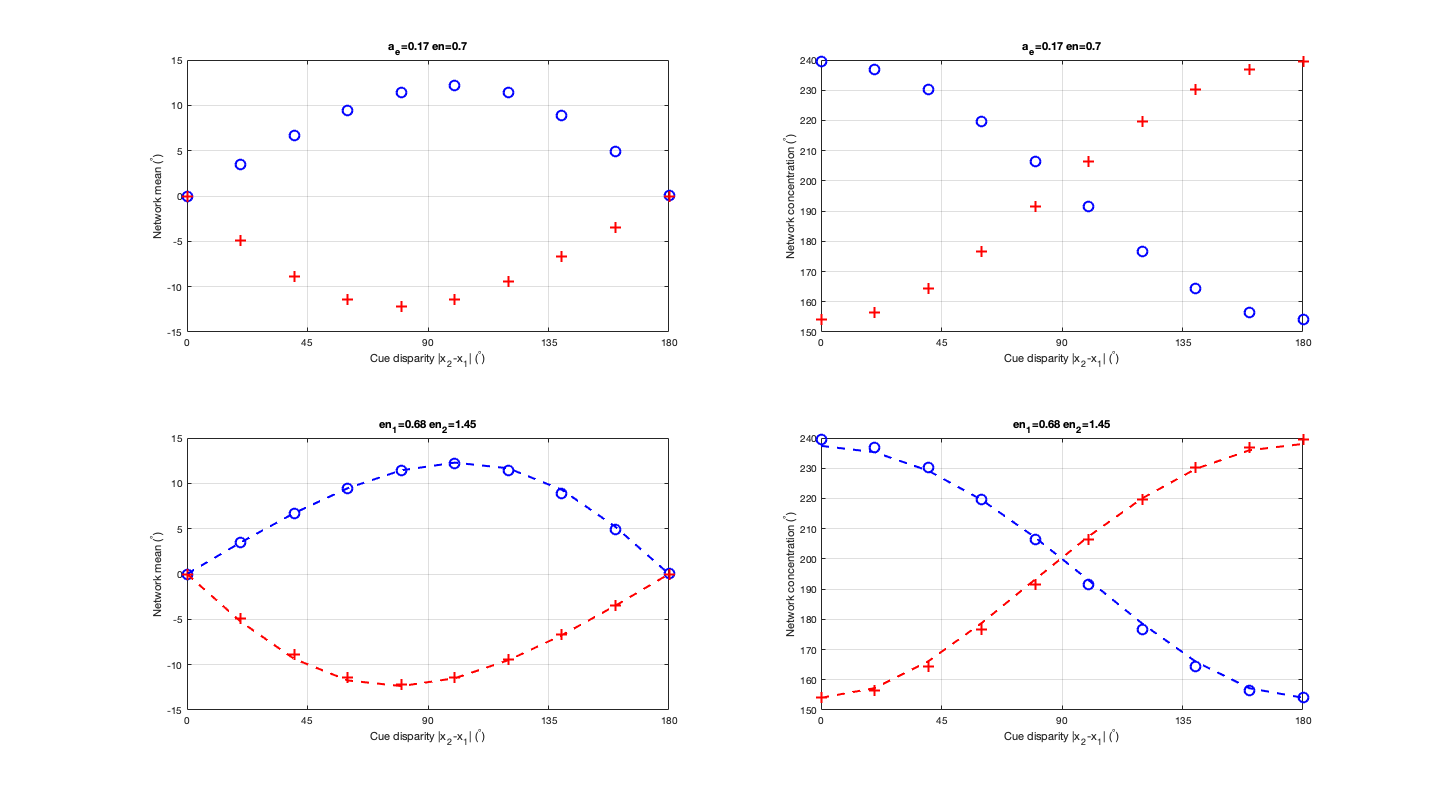 a_e=0.17 en=0.7
15
10
5
0
-5
-10
-15
Network mean (°)
0 45 90 135 180
Cue disparity |x_2-x_1| (°)
a_e=0.17 en=0.7
240
230
220
210
200
190
180
170
160
150
Network concentration (°)
0 45 90 135 180
Cue disparity |x_2-x_1| (°)
en_1=0.68 en_2=1.45
15
10
5
0
-5
-10
-15
Network mean (°)
0 45 90 135 180
Cue disparity |x_2-x_1| (°)
en_1=0.68 en_2=1.45
240
230
220
210
200
190
180
170
160
150
Network concentration (°)
0 45 90 135 180
Cue disparity |x_2-x_1| (°)